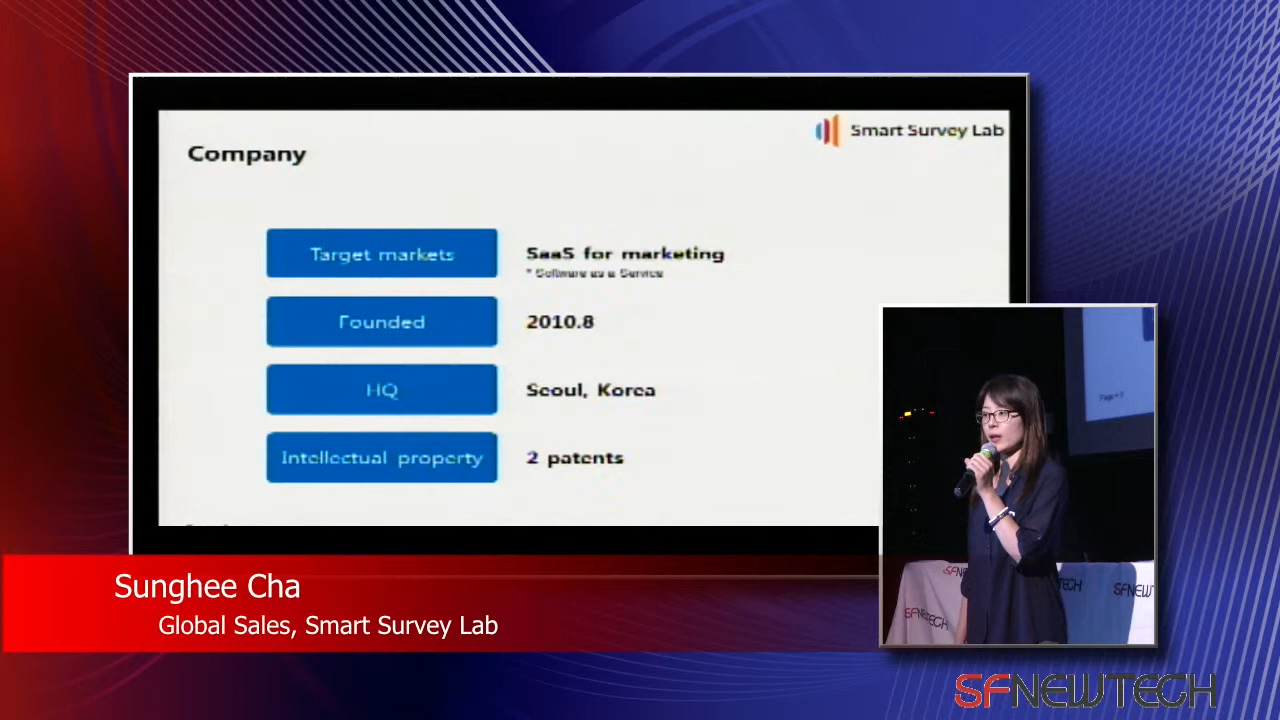 Smart Survey Lab
Company
Target markets
SaaS for marketing
* Software as a Service
Founded
2010.8
HQ
Seoul, Korea
Intellectual property
2 patents
Sunghee Cha
Global Sales, Smart Survey Lab
SFNEWTECH
SFNEWTECH